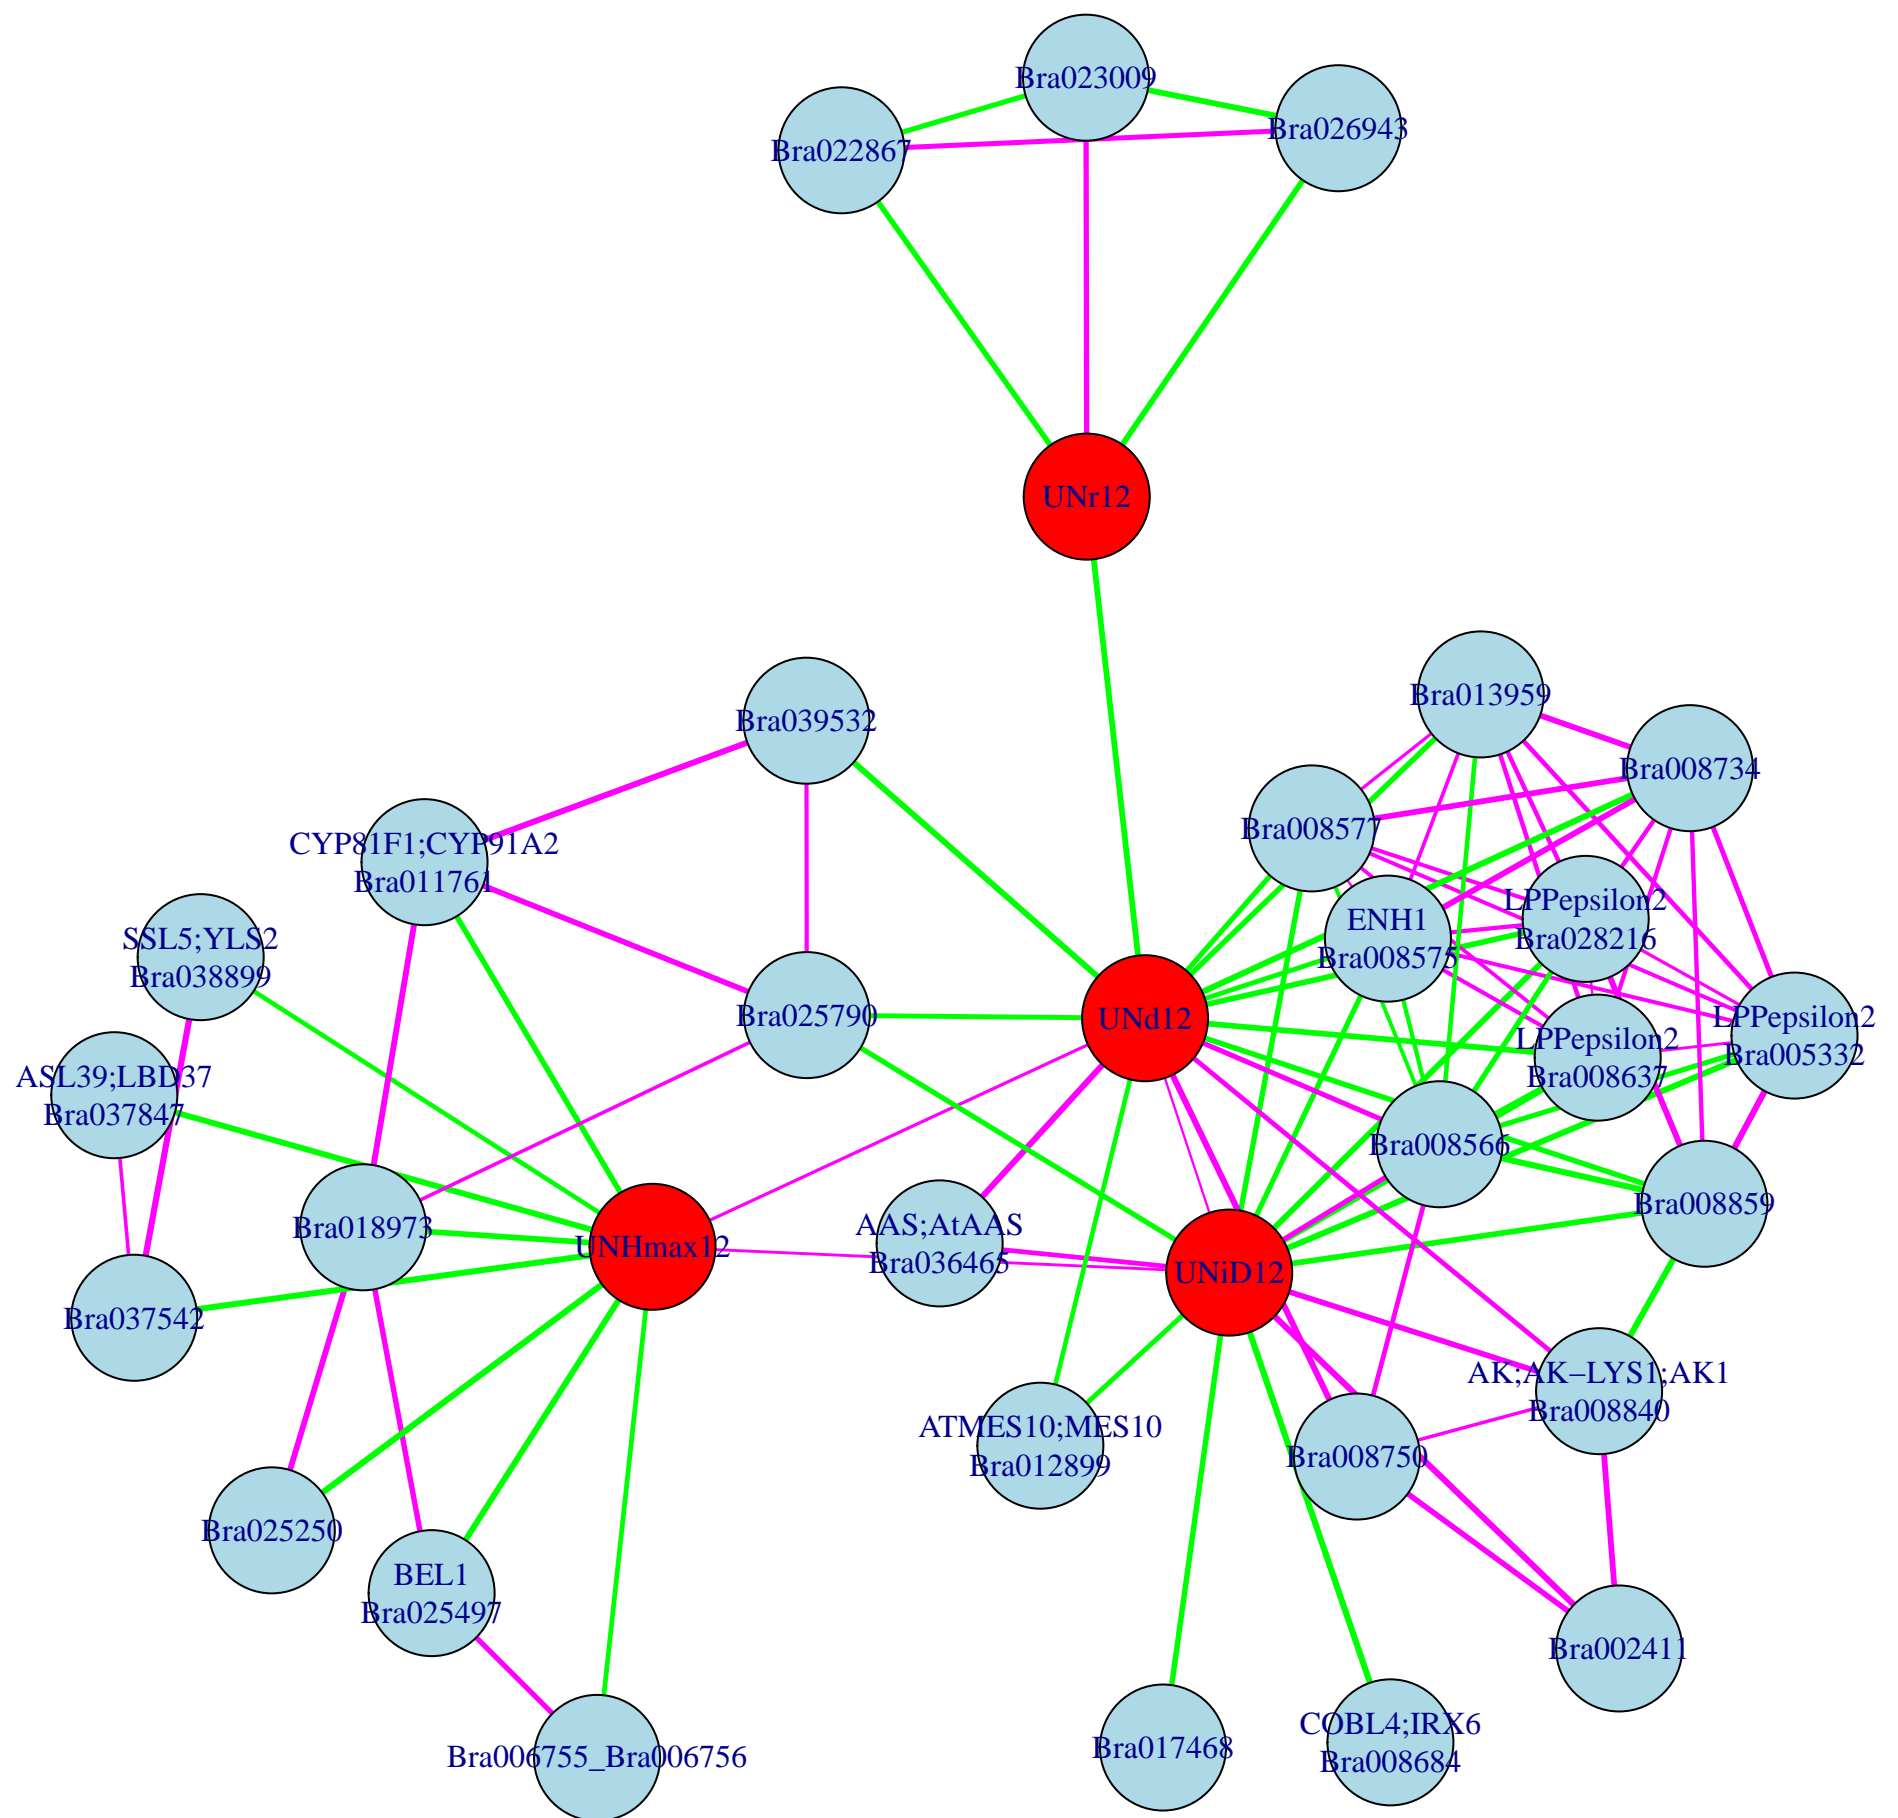 Bra023009
Bra026943
Bra022867
UNr12
Bra013959
Bra039532
Bra008734
Bra008577
CYP81F1;CYP91A2
Bra011761
LPPepsilon2
Bra028216
ENH1
Bra008575
SSL5;YLS2
Bra038899
Bra025790
UNd12
LPPepsilon2
Bra005332
LPPepsilon2
Bra008637
ASL39;LBD37
Bra037847
Bra008566
Bra008859
Bra018973
UNHmax12
AAS;AtAAS
Bra036465
UNiD12
Bra037542
AK;AK–LYS1;AK1
Bra008840
ATMES10;MES10
Bra012899
Bra008750
Bra025250
BEL1
Bra025497
Bra002411
Bra006755_Bra006756
Bra017468
COBL4;IRX6
Bra008684